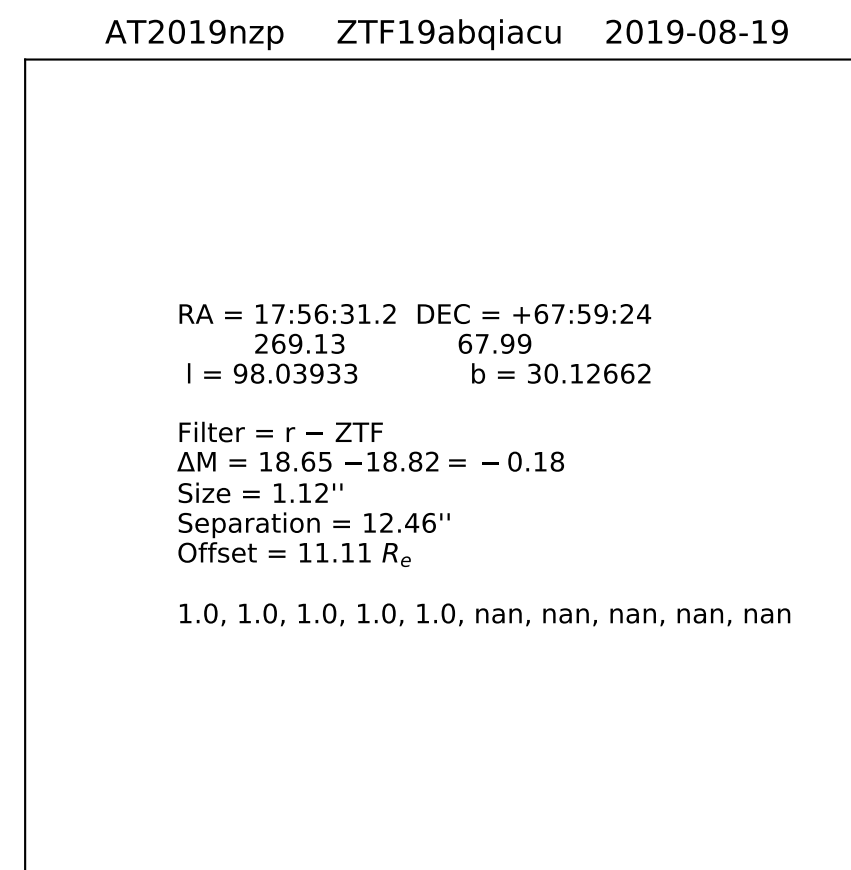 AT2019nzp ZTF19abqiacu 2019-08-19
RA = 17:56:31.2 DEC = +67:59:24
269.13 67.99
l = 98.03933 b = 30.12662
Filter = r − ZTF
ΔM = 18.65 −18.82 = − 0.18
Size = 1.12''
Separation = 12.46''
Offset = 11.11 Rₑ
1.0, 1.0, 1.0, 1.0, 1.0, nan, nan, nan, nan, nan